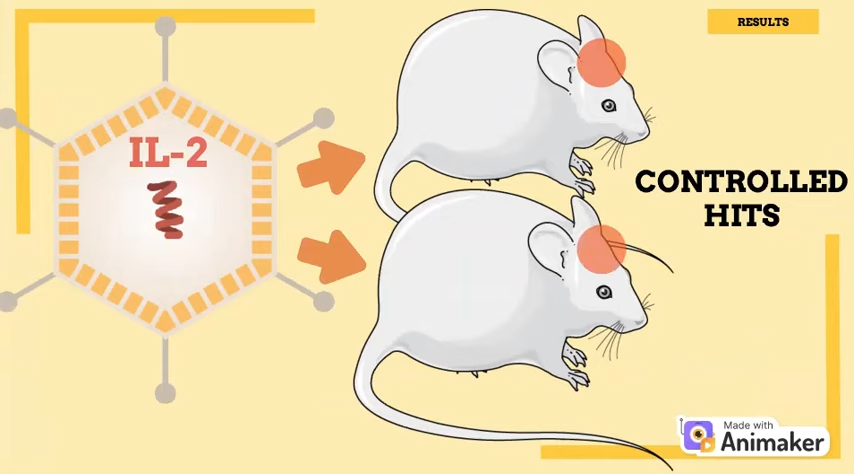 RESULTS
IL-2
CONTROLLED
HITS
Made with
Animaker